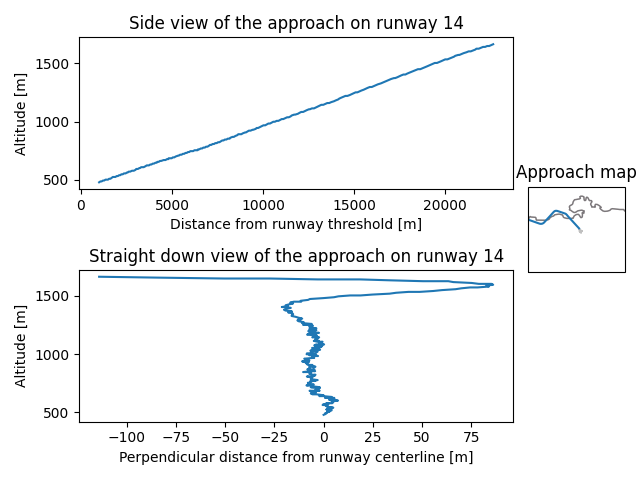 Side view of the approach on runway 14
Altitude [m]
1500
1000
500
0
5000
10000
15000
20000
Distance from runway threshold [m]
Approach map
Straight down view of the approach on runway 14
Altitude [m]
1500
1000
500
−100
−75
−50
−25
0
25
50
75
Perpendicular distance from runway centerline [m]